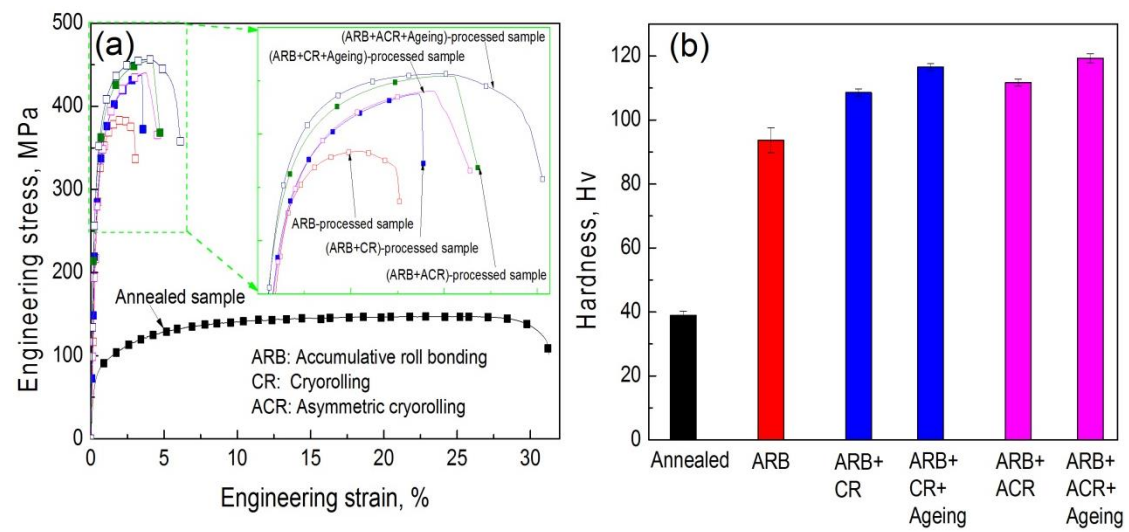 (a)
Engineering stress, MPa
500
400
300
200
100
0
0 5 10 15 20 25 30
Engineering strain, %
(ARB+ACR+Ageing)-processed sample
(ARB+CR+Ageing)-processed sample
ARB-processed sample
(ARB+CR)-processed sample
(ARB+ACR)-processed sample
Annealed sample
ARB: Accumulative roll bonding
CR: Cryorolling
ACR: Asymmetric cryorolling
(b)
Hardness, Hv
120
100
80
60
40
20
0
Annealed
ARB
ARB+
CR
ARB+
CR+
Ageing
ARB+
ACR
ARB+
ACR+
Ageing